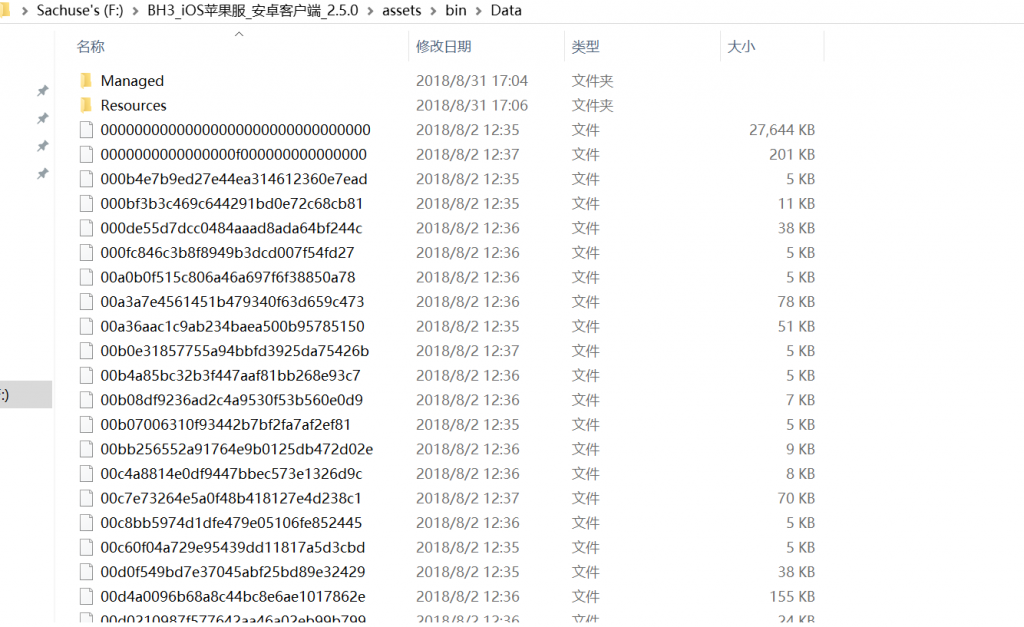 Sachuse's (F:) > BH3_iOS苹果服_安卓客户端_2.5.0 > assets > bin > Data
名称 修改日期 类型 大小
Managed 2018/8/31 17:04 文件夹
Resources 2018/8/31 17:06 文件夹
00000000000000000000000000000000 2018/8/2 12:35 文件 27,644 KB
0000000000000000f000000000000000 2018/8/2 12:37 文件 201 KB
000b4e7b9ed27e44ea314612360e7ead 2018/8/2 12:35 文件 5 KB
000bf3b3c469c644291bd0e72c68cb81 2018/8/2 12:35 文件 11 KB
000de55d7dcc0484aaad8ada64bf244c 2018/8/2 12:36 文件 38 KB
000fc846c3b8f8949b3dcd007f54fd27 2018/8/2 12:36 文件 5 KB
00a0b0f515c806a46a697f6f38850a78 2018/8/2 12:36 文件 5 KB
00a3a7e4561451b479340f63d659c473 2018/8/2 12:36 文件 78 KB
00a36aac1c9ab234baea500b95785150 2018/8/2 12:35 文件 51 KB
00b0e31857755a94bbfd3925da75426b 2018/8/2 12:37 文件 5 KB
00b4a85bc32b3f447aaf81bb268e93c7 2018/8/2 12:36 文件 5 KB
:)
00b08df9236ad2c4a9530f53b560e0d9 2018/8/2 12:36 文件 7 KB
00b07006310f93442b7bf2fa7af2ef81 2018/8/2 12:35 文件 5 KB
00bb256552a91764e9b0125db472d02e 2018/8/2 12:36 文件 9 KB
00c4a8814e0df9447bbec573e1326d9c 2018/8/2 12:36 文件 8 KB
00c7e73264e5a0f48b418127e4d238c1 2018/8/2 12:37 文件 70 KB
00c8bb5974d1dfe479e05106fe852445 2018/8/2 12:36 文件 5 KB
00c60f04a729e95439dd11817a5d3cbd 2018/8/2 12:35 文件 5 KB
00d0f549bd7e37045abf25bd89e32429 2018/8/2 12:35 文件 38 KB
00d4a0096b68a8c44bc8e6ae1017862e 2018/8/2 12:36 文件 155 KB
00d0210987f577642aa46a02eb99b799 2018/8/2 12:36 文件 24 KB